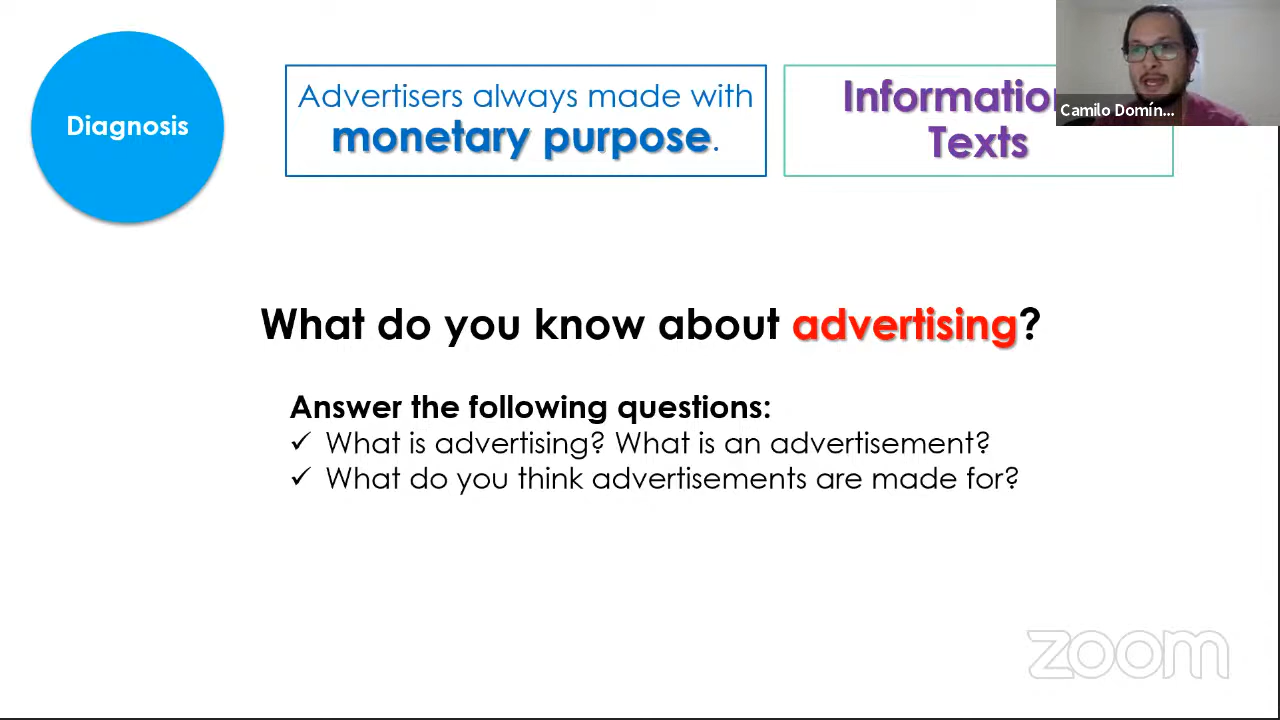 Diagnosis
Advertisers always made with
monetary purpose.
Information
Texts
Camilo Domín...
What do you know about advertising?
Answer the following questions:
✓ What is advertising? What is an advertisement?
✓ What do you think advertisements are made for?
zoom